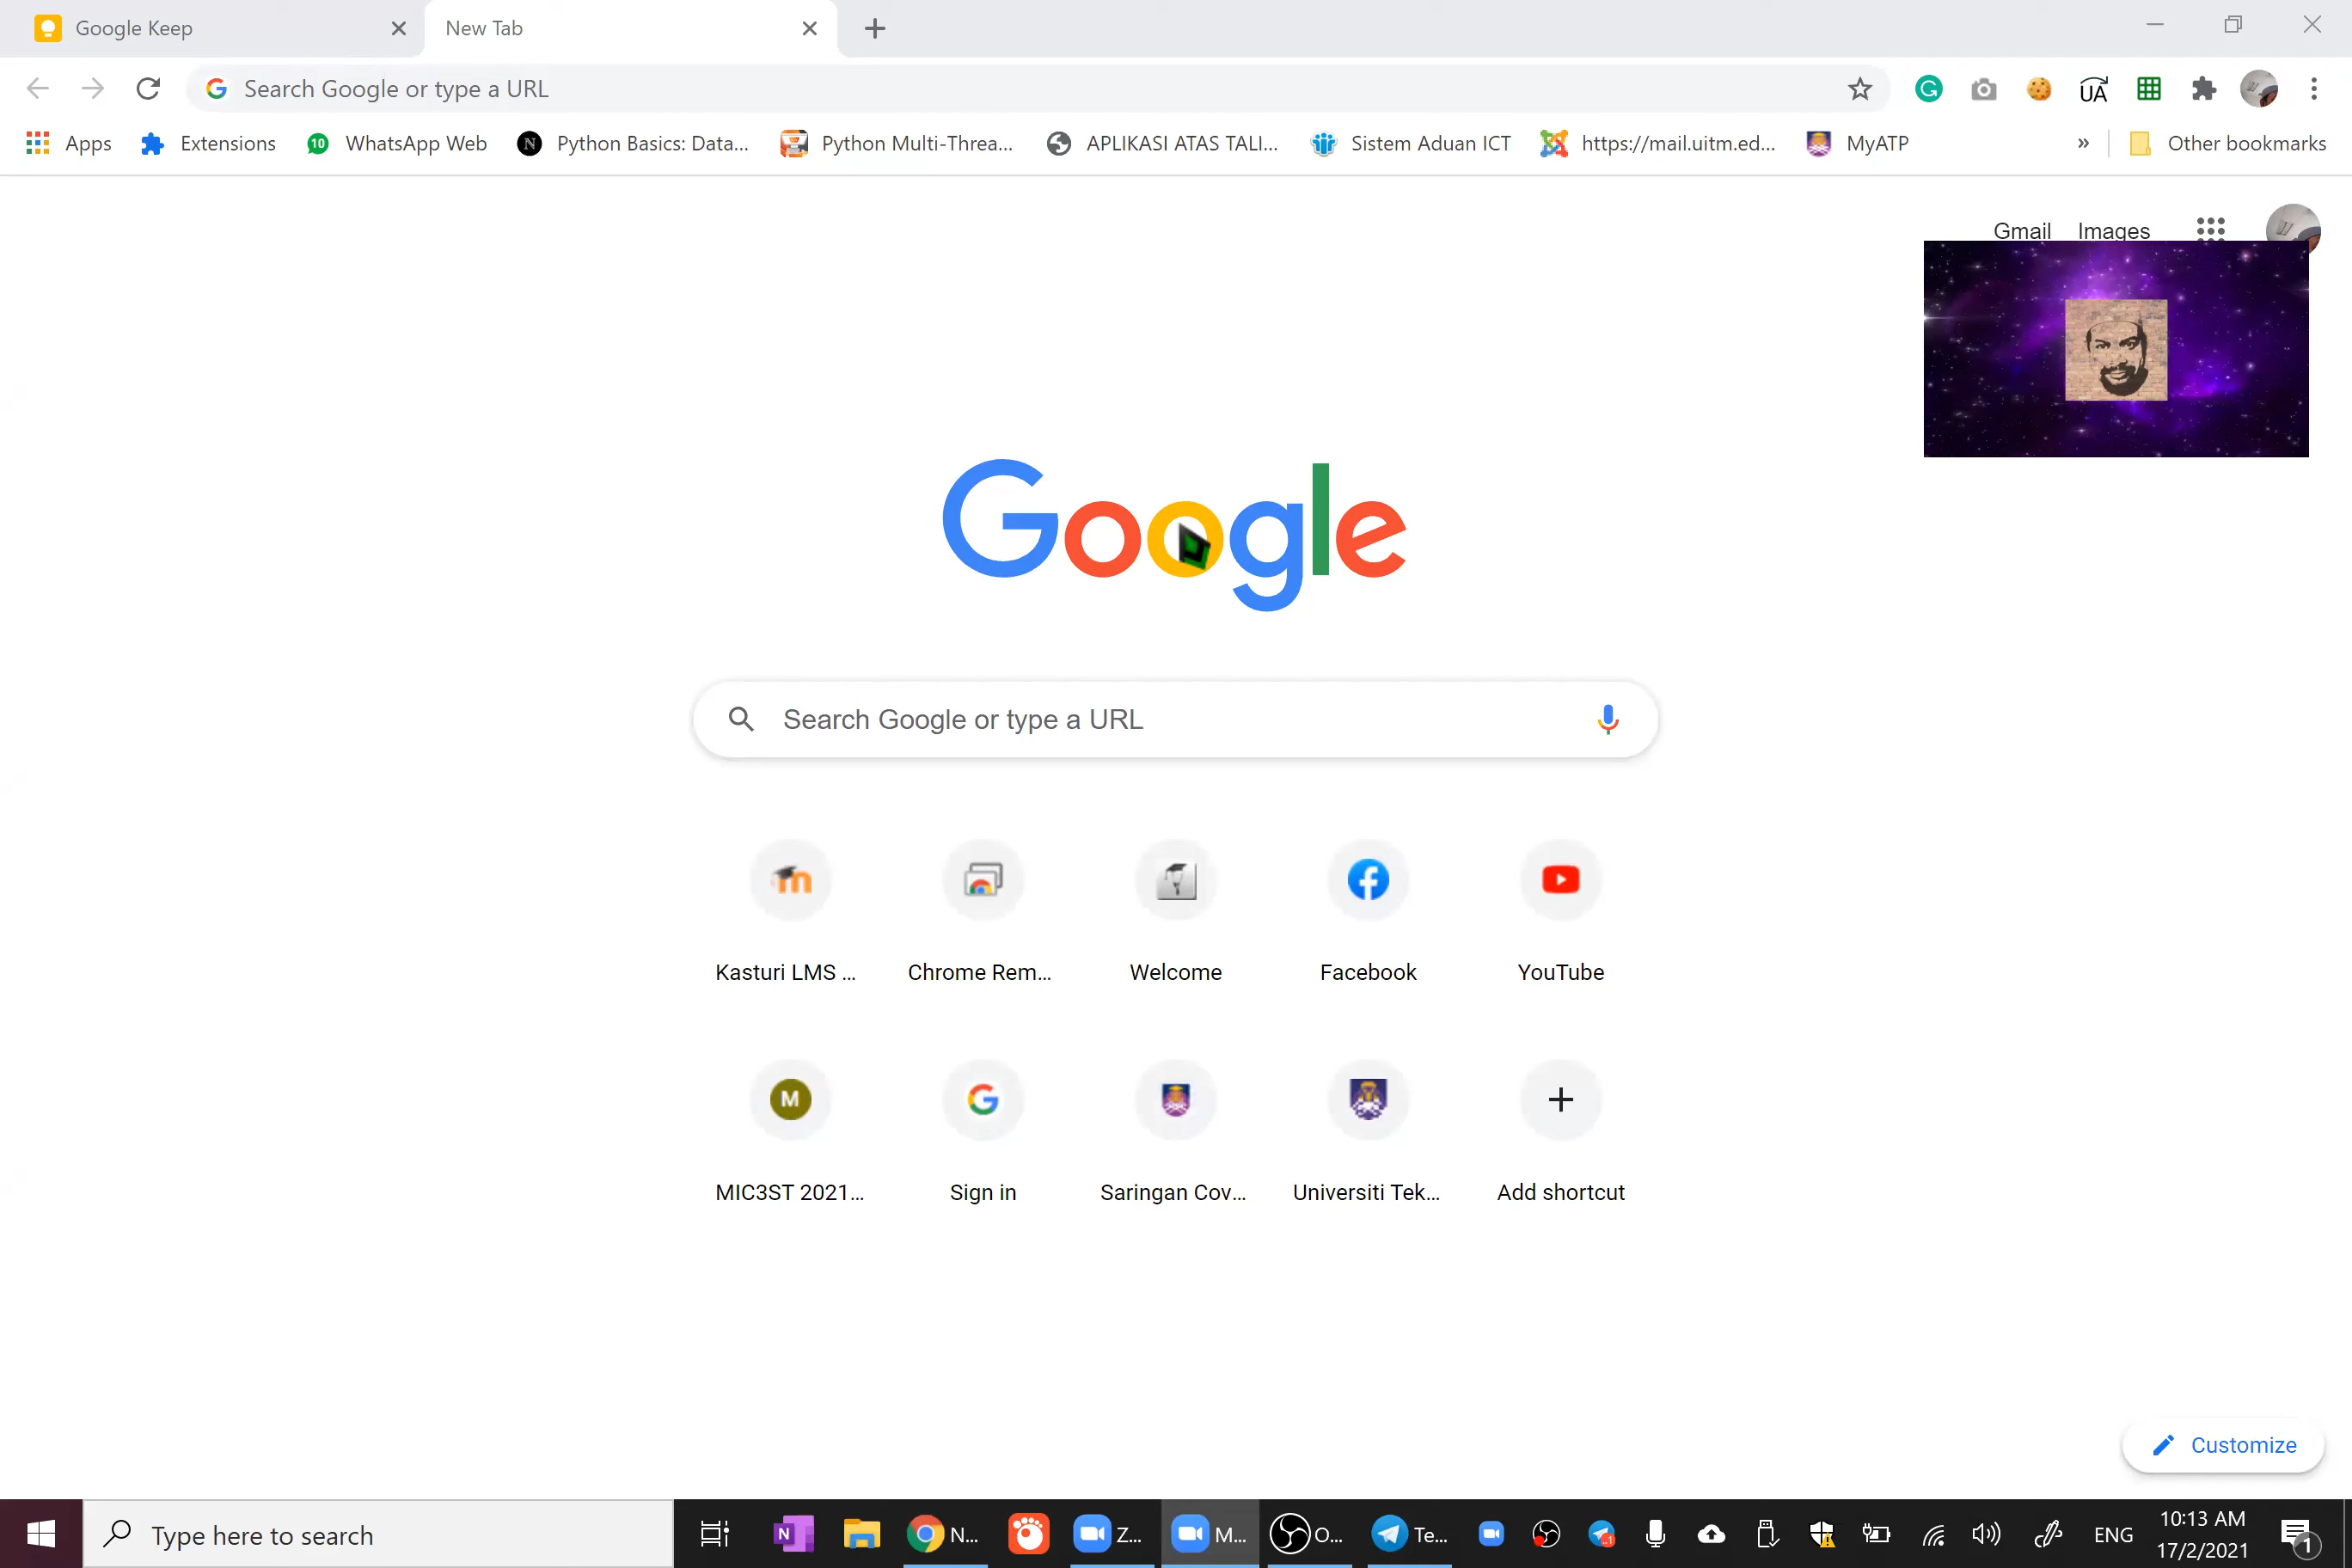 Google Keep
New Tab
Search Google or type a URL
UA
Apps
Extensions
10
WhatsApp Web
Python Basics: Data...
Python Multi-Threa...
APLIKASI ATAS TALI...
Sistem Aduan ICT
https://mail.uitm.ed...
MyATP
»
Other bookmarks
Gmail
Images
Google
Search Google or type a URL
Kasturi LMS ...
Chrome Rem...
Welcome
Facebook
YouTube
M
MIC3ST 2021...
Sign in
Saringan Cov...
Universiti Tek...
Add shortcut
Customize
Type here to search
N
N...
Z...
M...
O...
Te...
ENG
10:13 AM
17/2/2021
1